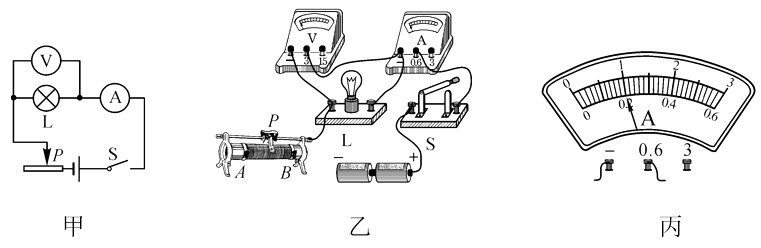 V
L
A
P
S
甲
V
- 3 15
A
- 0.6 3
P
A
B
L
S
- +
乙
0 1 2 3
0 0.2 0.4 0.6
A
- 0.6 3
丙